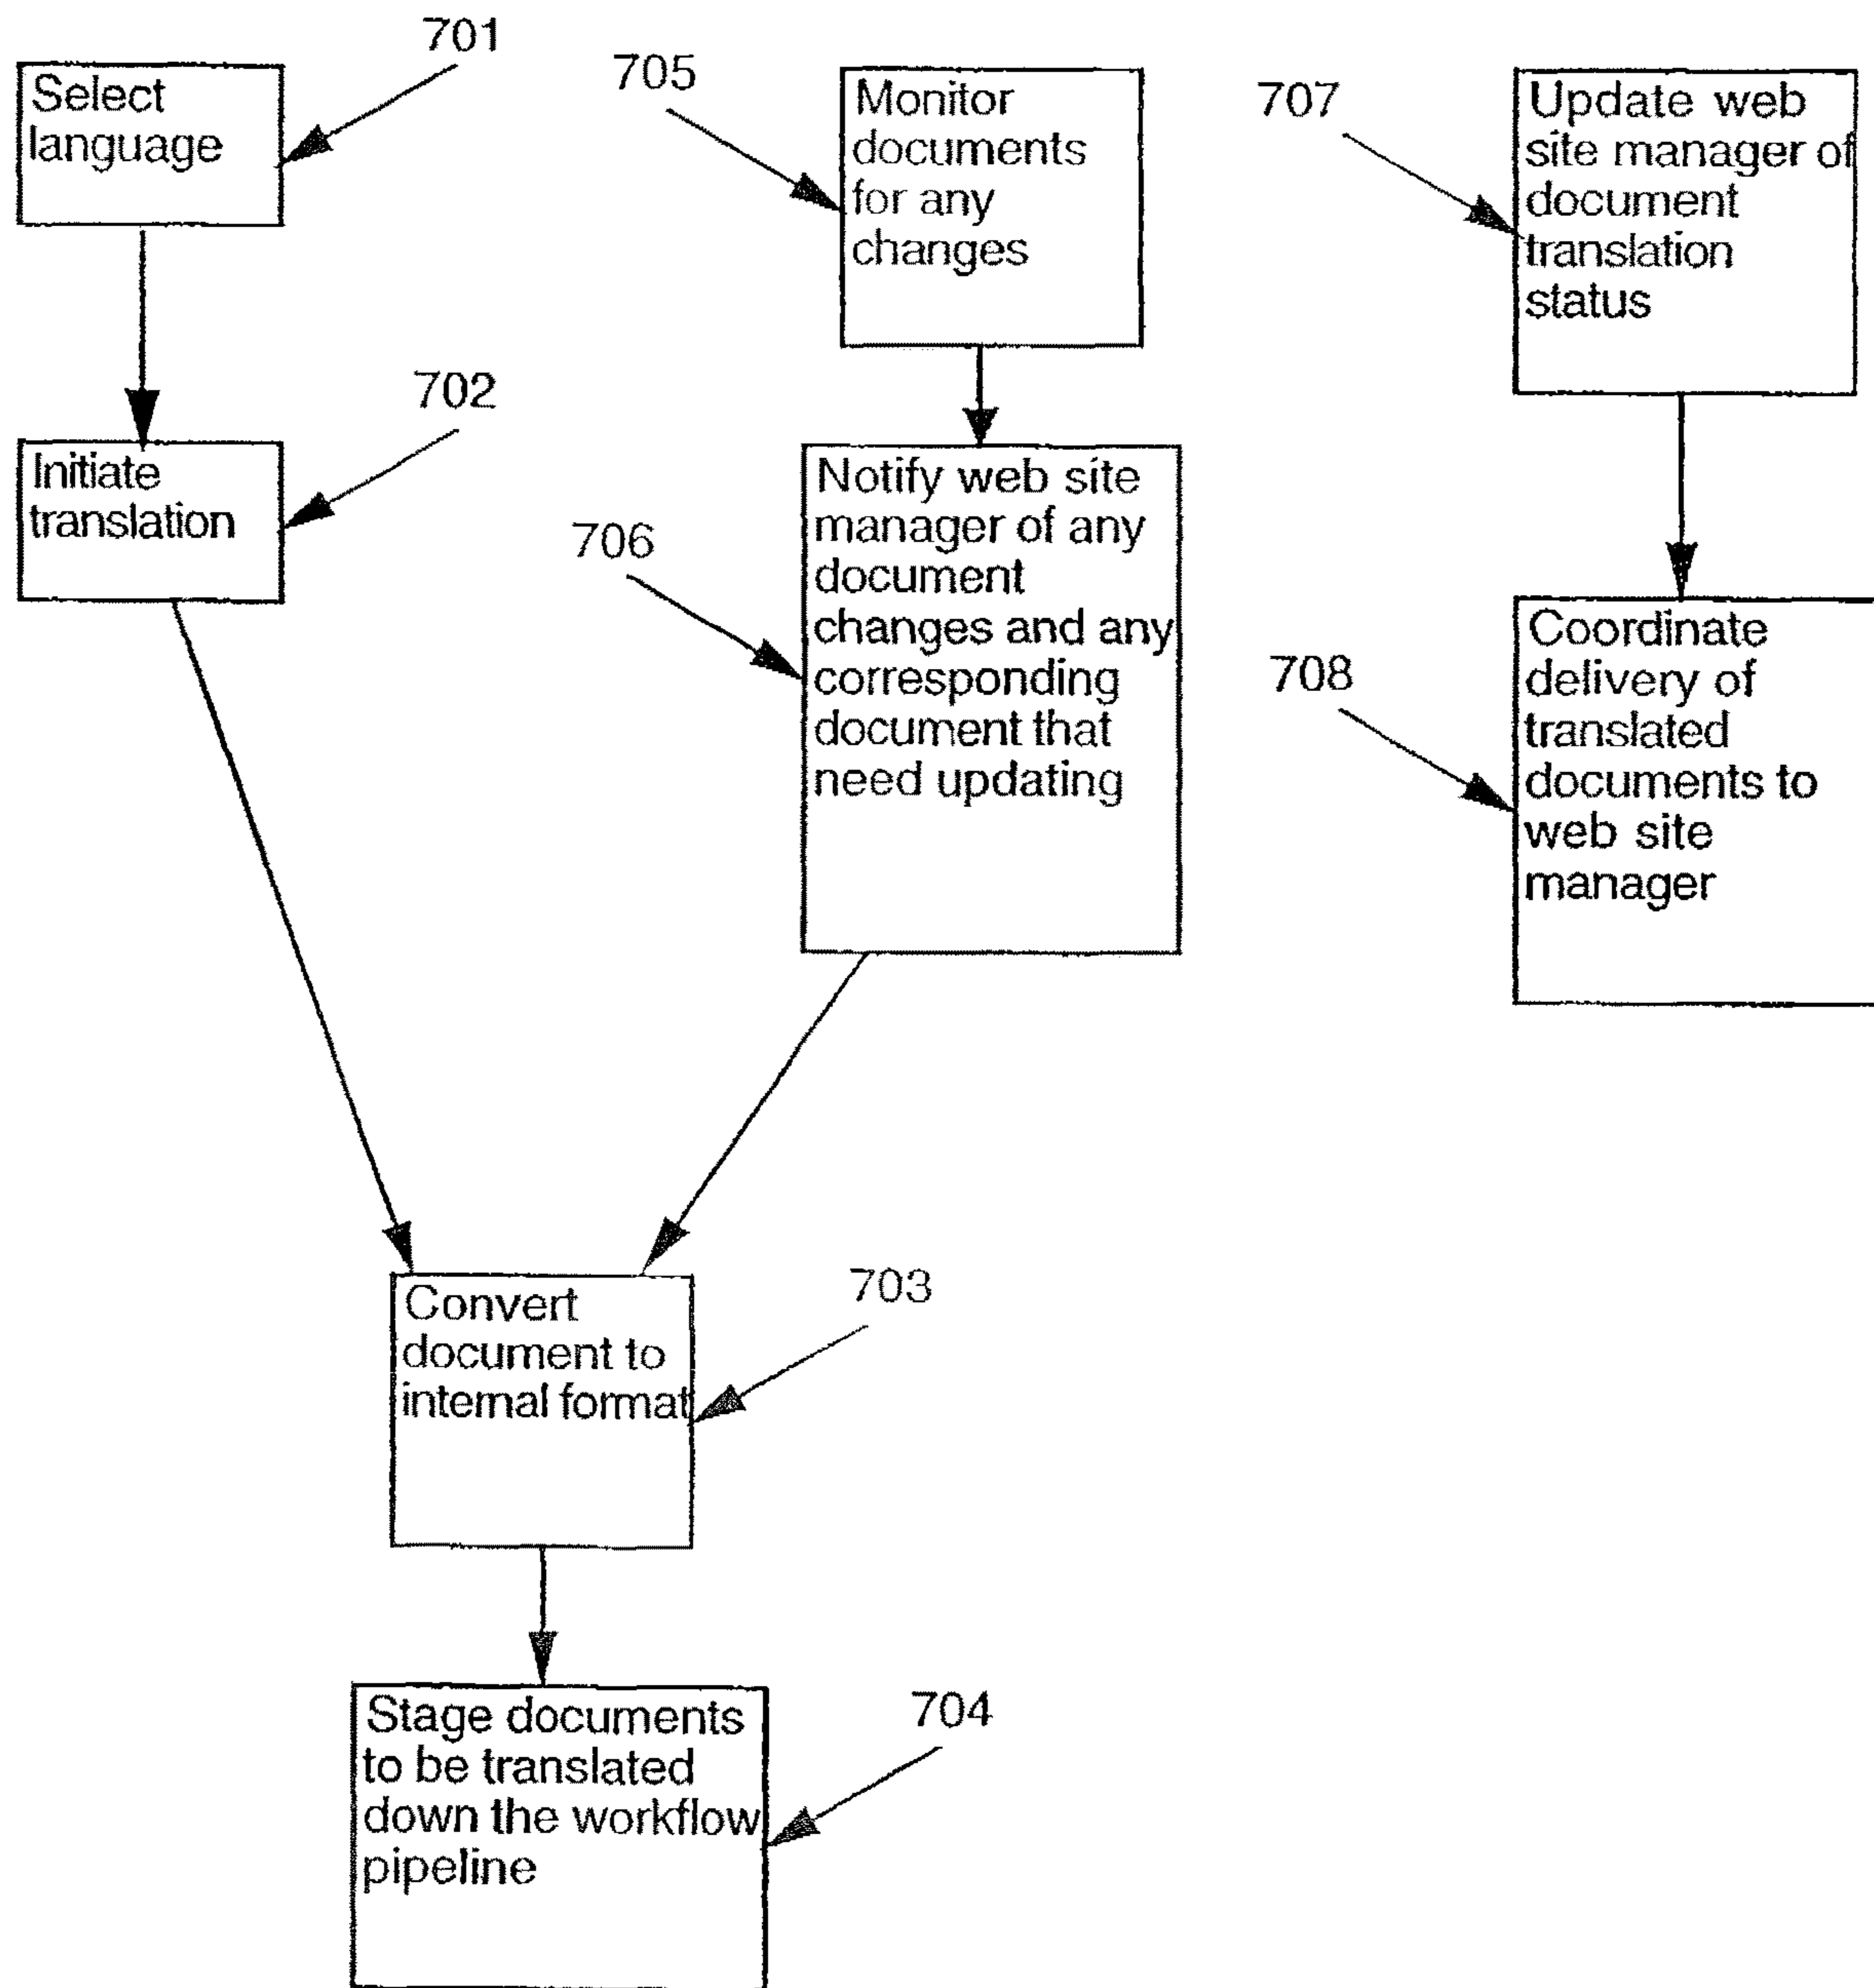 701
Select
language
702
Initiate
translation
705
Monitor
documents
for any
changes
706
Notify web site
manager of any
document
changes and any
corresponding
document that
need updating
707
Update web
site manager of
document
translation
status
708
Coordinate
delivery of
translated
documents to
web site
manager
703
Convert
document to
internal format
704
Stage documents
to be translated
down the workflow
pipeline